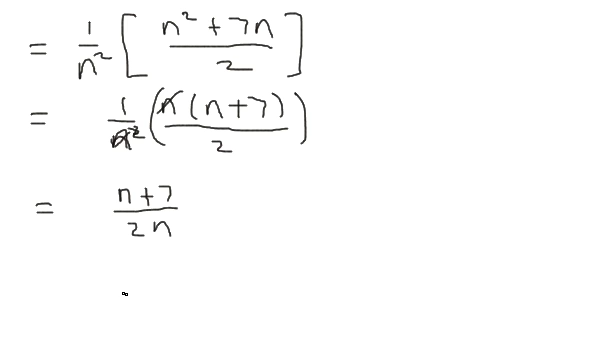 = 1/n² [ (n² + 7n)/2 ]
= 1/n² ( n(n+7)/2 )
= (n+7)/(2n)